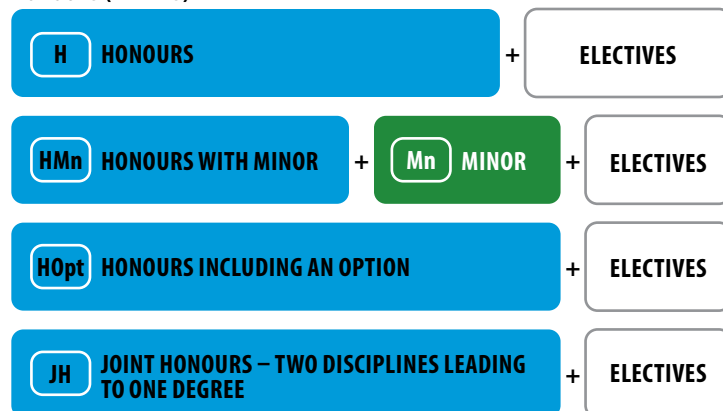 H HONOURS + ELECTIVES
HMn HONOURS WITH MINOR + Mn MINOR + ELECTIVES
HOpt HONOURS INCLUDING AN OPTION + ELECTIVES
JH JOINT HONOURS – TWO DISCIPLINES LEADING
TO ONE DEGREE + ELECTIVES